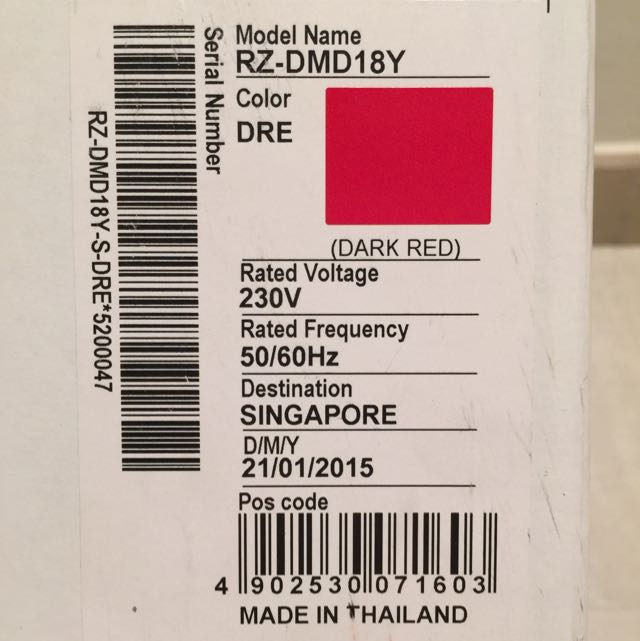 Serial Number
RZ-DMD18Y-S-DRE*5200047
Model Name
RZ-DMD18Y
Color
DRE
(DARK RED)
Rated Voltage
230V
Rated Frequency
50/60Hz
Destination
SINGAPORE
D/M/Y
21/01/2015
Pos code
4 902530 071603
MADE IN THAILAND